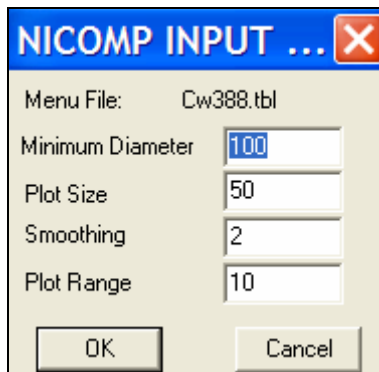 NICOMP INPUT ...
Menu File: Cw388.tbl
Minimum Diameter 100
Plot Size 50
Smoothing 2
Plot Range 10
OK Cancel